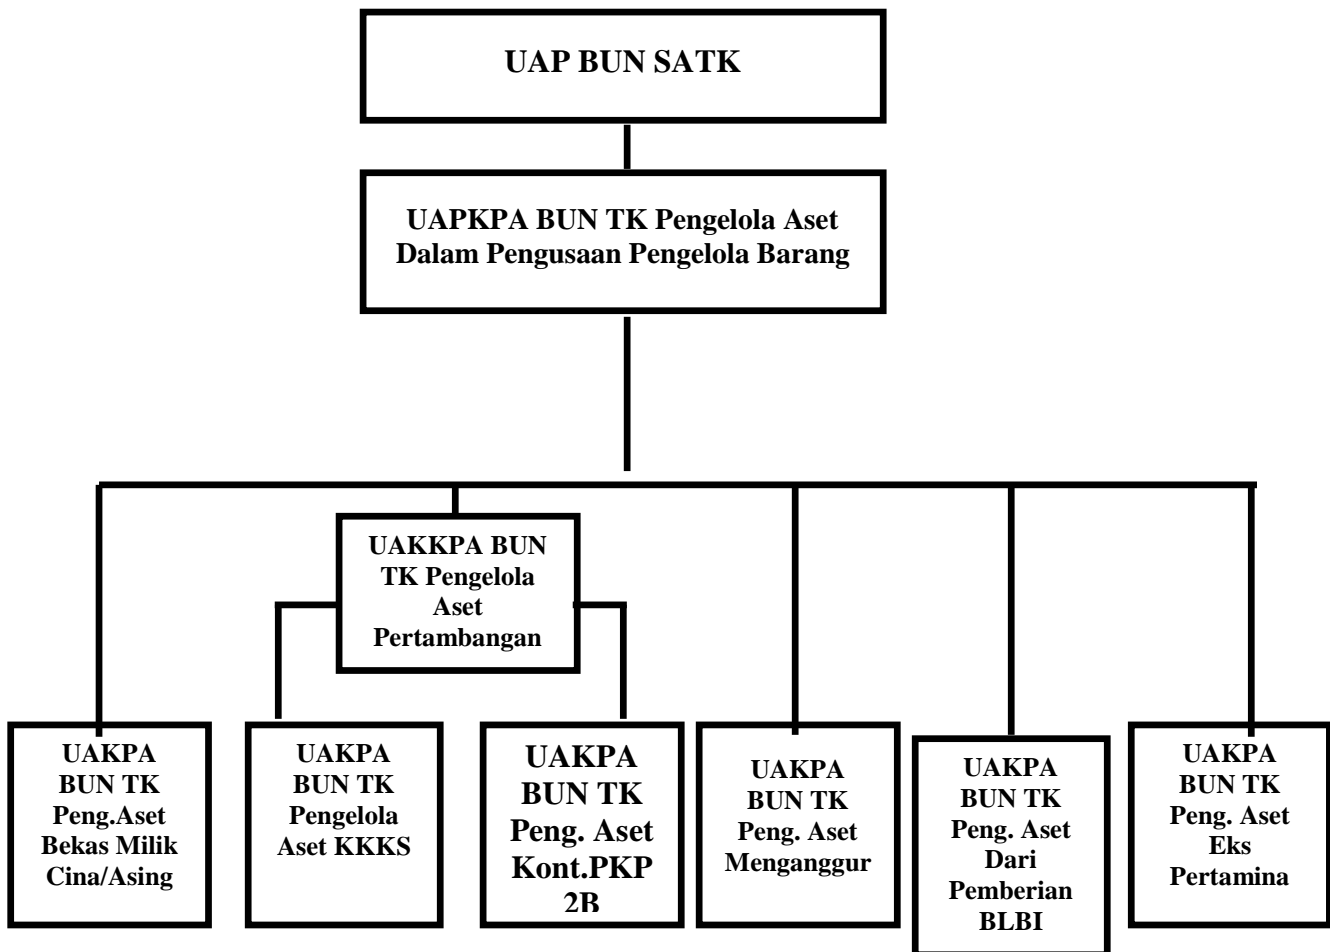 UAP BUN SATK
UAPKPA BUN TK Pengelola Aset
Dalam Pengusaan Pengelola Barang
UAKKPA BUN
TK Pengelola
Aset
Pertambangan
UAKPA
BUN TK
Peng.Aset
Bekas Milik
Cina/Asing
UAKPA
BUN TK
Pengelola
Aset KKKS
UAKPA
BUN TK
Peng. Aset
Kont.PKP
2B
UAKPA
BUN TK
Peng. Aset
Menganggur
UAKPA
BUN TK
Peng. Aset
Dari
Pemberian
BLBI
UAKPA
BUN TK
Peng. Aset
Eks
Pertamina